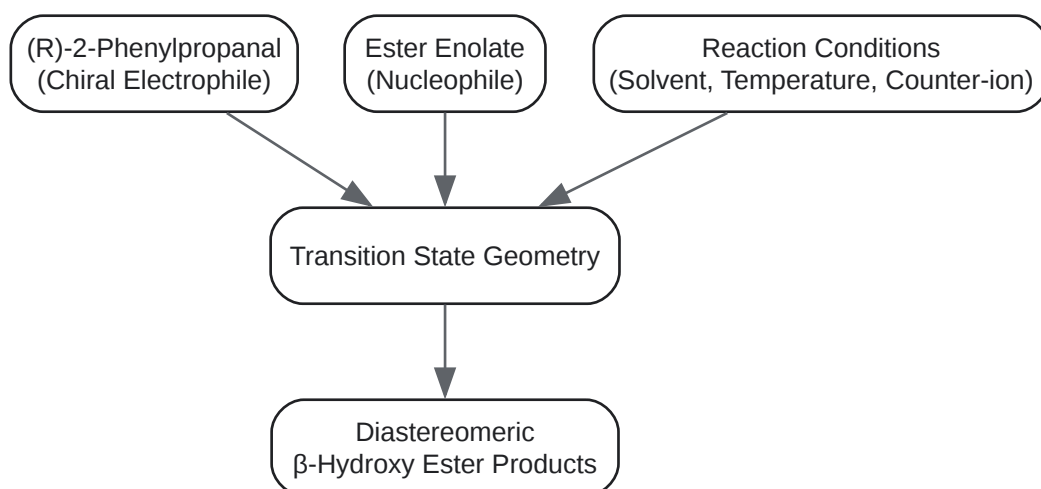 (R)-2-Phenylpropanal
(Chiral Electrophile)
Ester Enolate
(Nucleophile)
Reaction Conditions
(Solvent, Temperature, Counter-ion)
Transition State Geometry
Diastereomeric
β-Hydroxy Ester Products